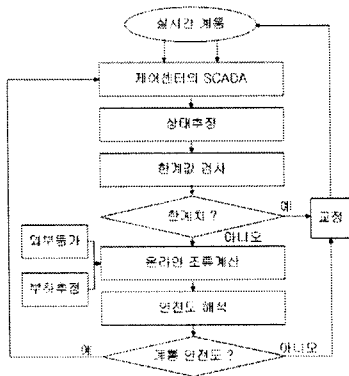 실시간 계통
제어센터의 SCADA
상태추정
한계값 검사
한계치 ?
예
교정
아니오
외부등가
온라인 조류계산
부하추정
안전도 해석
예
계통 안전도 ?
아니오